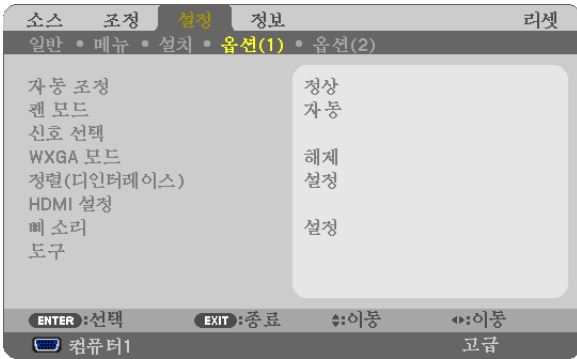 소스 조정 설정 정보 리셋
일반 • 메뉴 • 설치 • 옵션(1) • 옵션(2)
자동 조정 정상
팬 모드 자동
신호 선택
WXGA 모드 해제
정렬(디인터레이스) 설정
HDMI 설정
삐 소리 설정
도구
ENTER :선택 EXIT :종료 :이동 :이동
컴퓨터1 고급